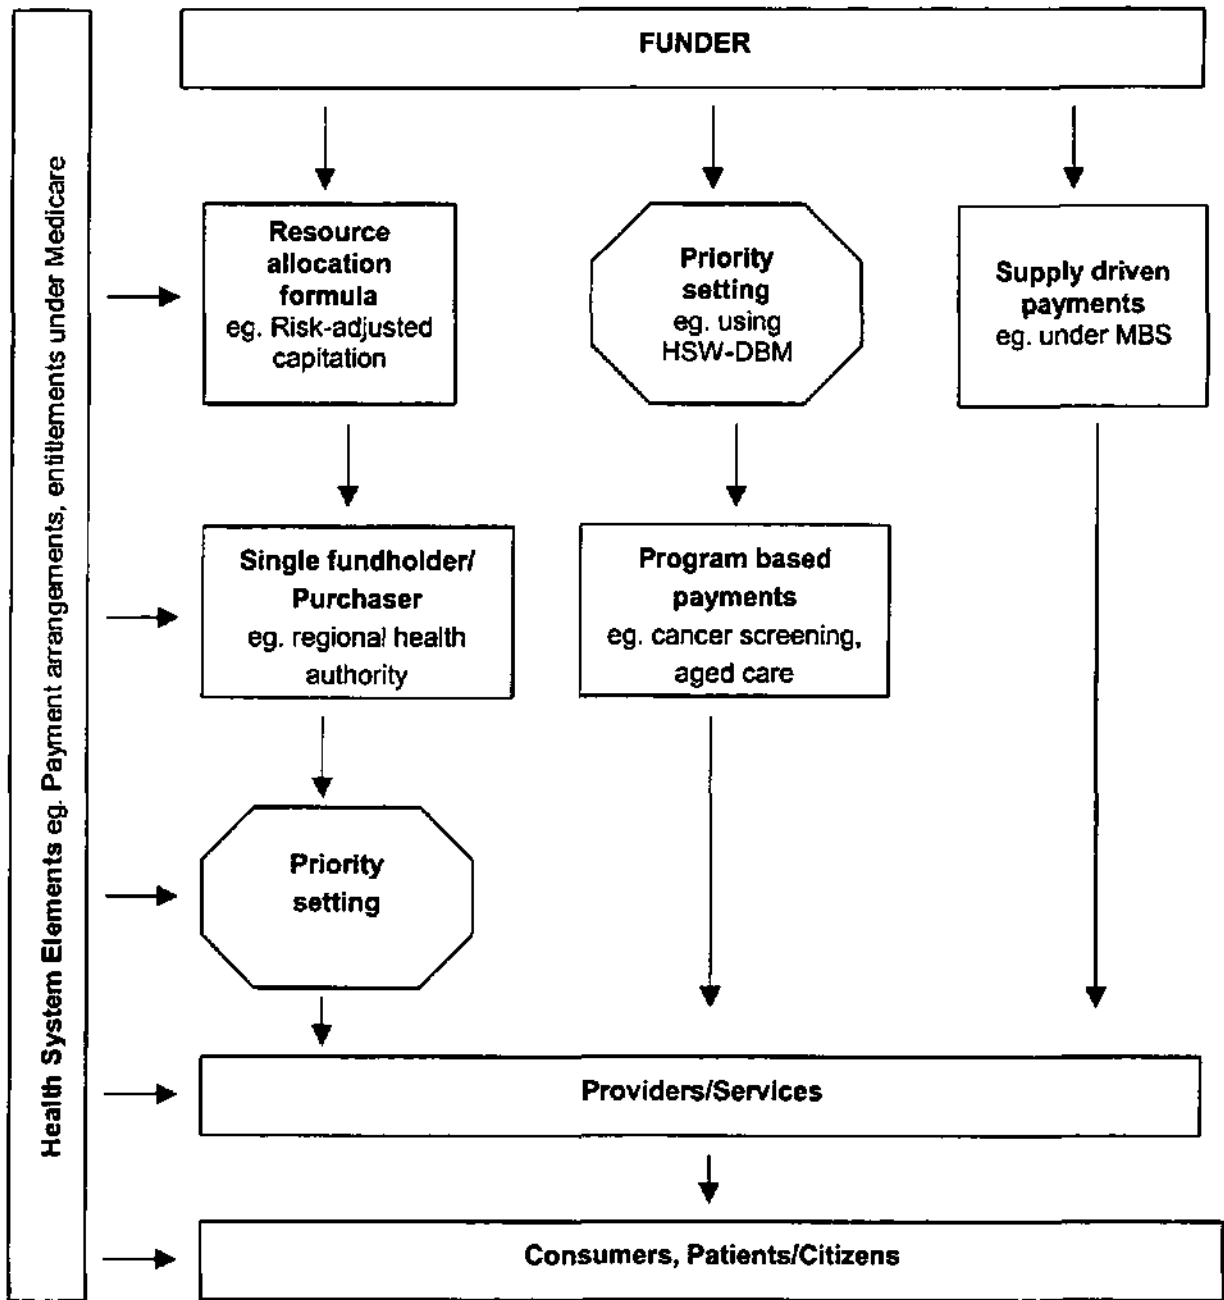 FUNDER
Resource
allocation
formula
eg. Risk-adjusted
capitation
Priority
setting
eg. using
HSW-DBM
Supply driven
payments
eg. under MBS
Single fundholder/
Purchaser
eg. regional health
authority
Program based
payments
eg. cancer screening,
aged care
Priority
setting
Providers/Services
Consumers, Patients/Citizens
Health System Elements eg. Payment arrangements, entitlements under Medicare